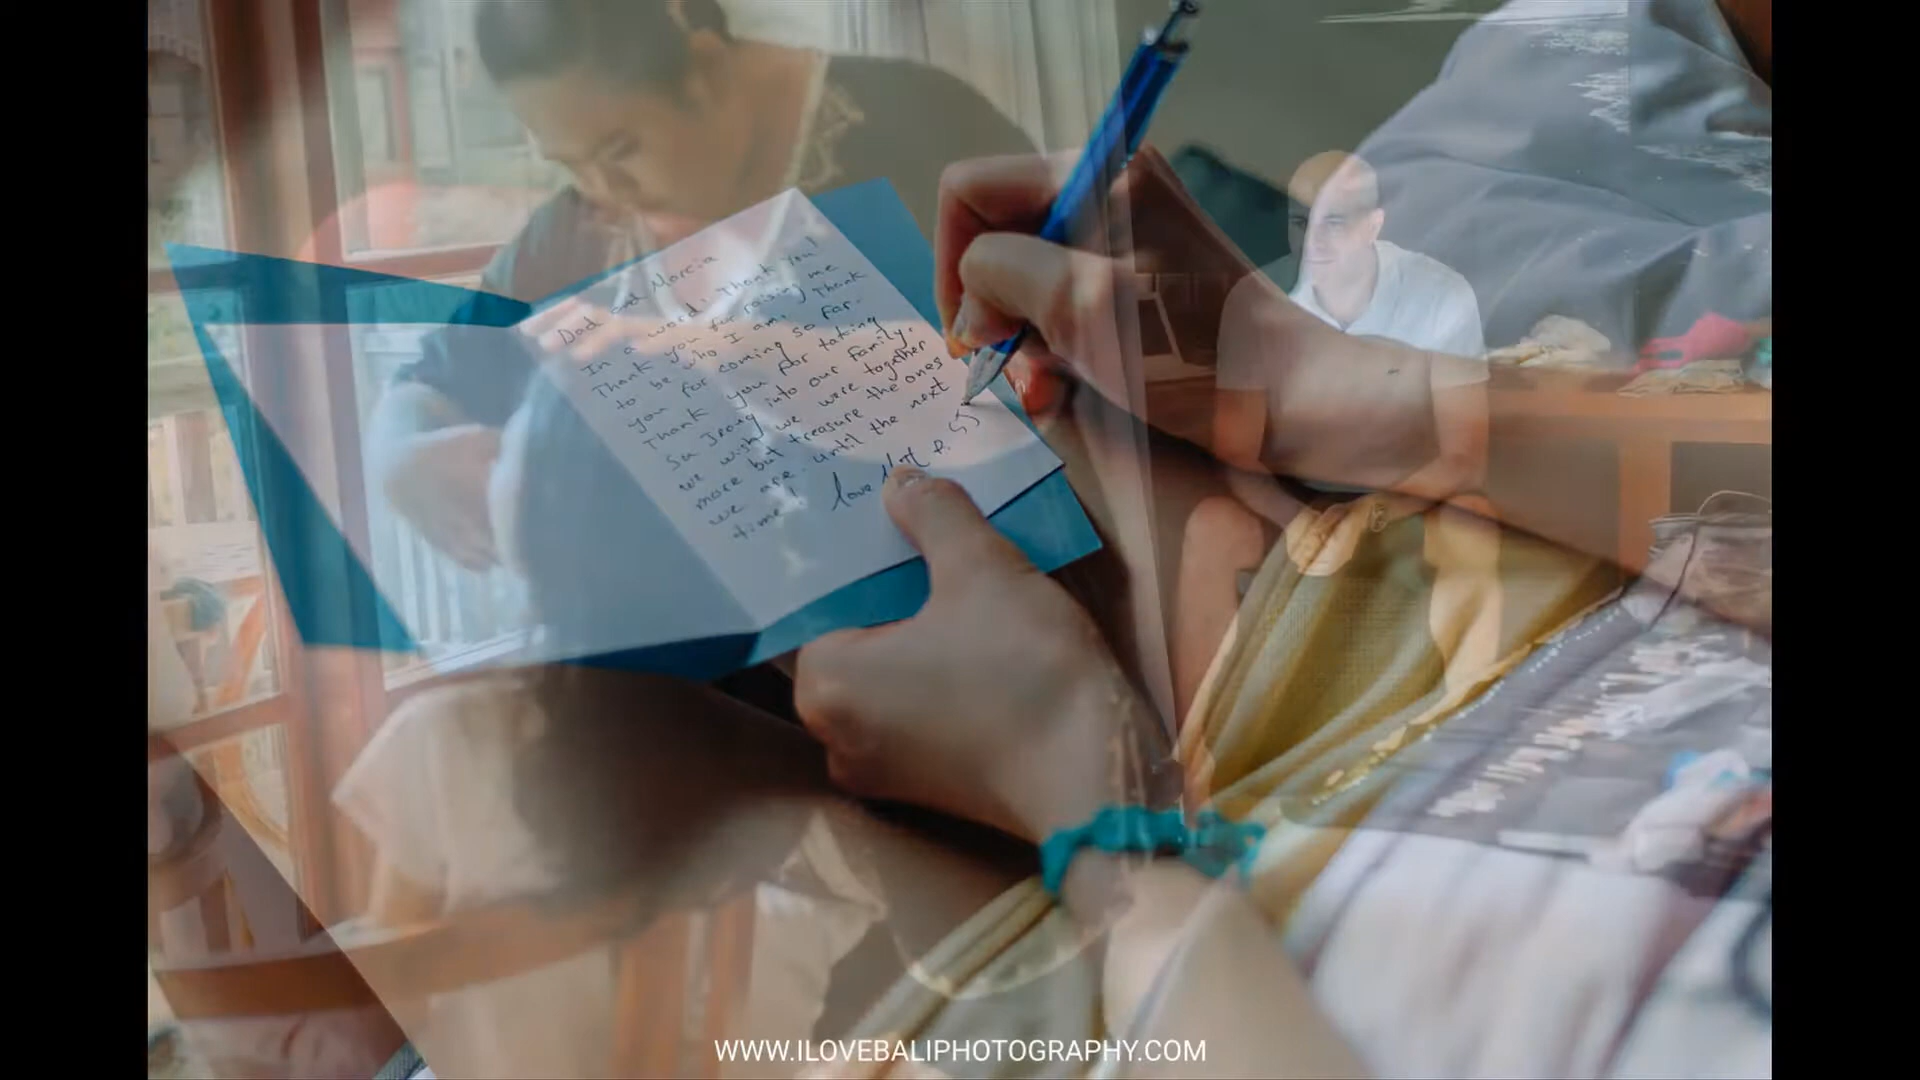 Dad and Marcia
In a word, Thank you!
Thank you for raising me
to be who I am. Thank
you for coming so far.
Thank you for taking
Su into our family.
we wish we were together
more but treasure the ones
we are. until the next
time!
love
WWW.ILOVEBALIPHOTOGRAPHY.COM